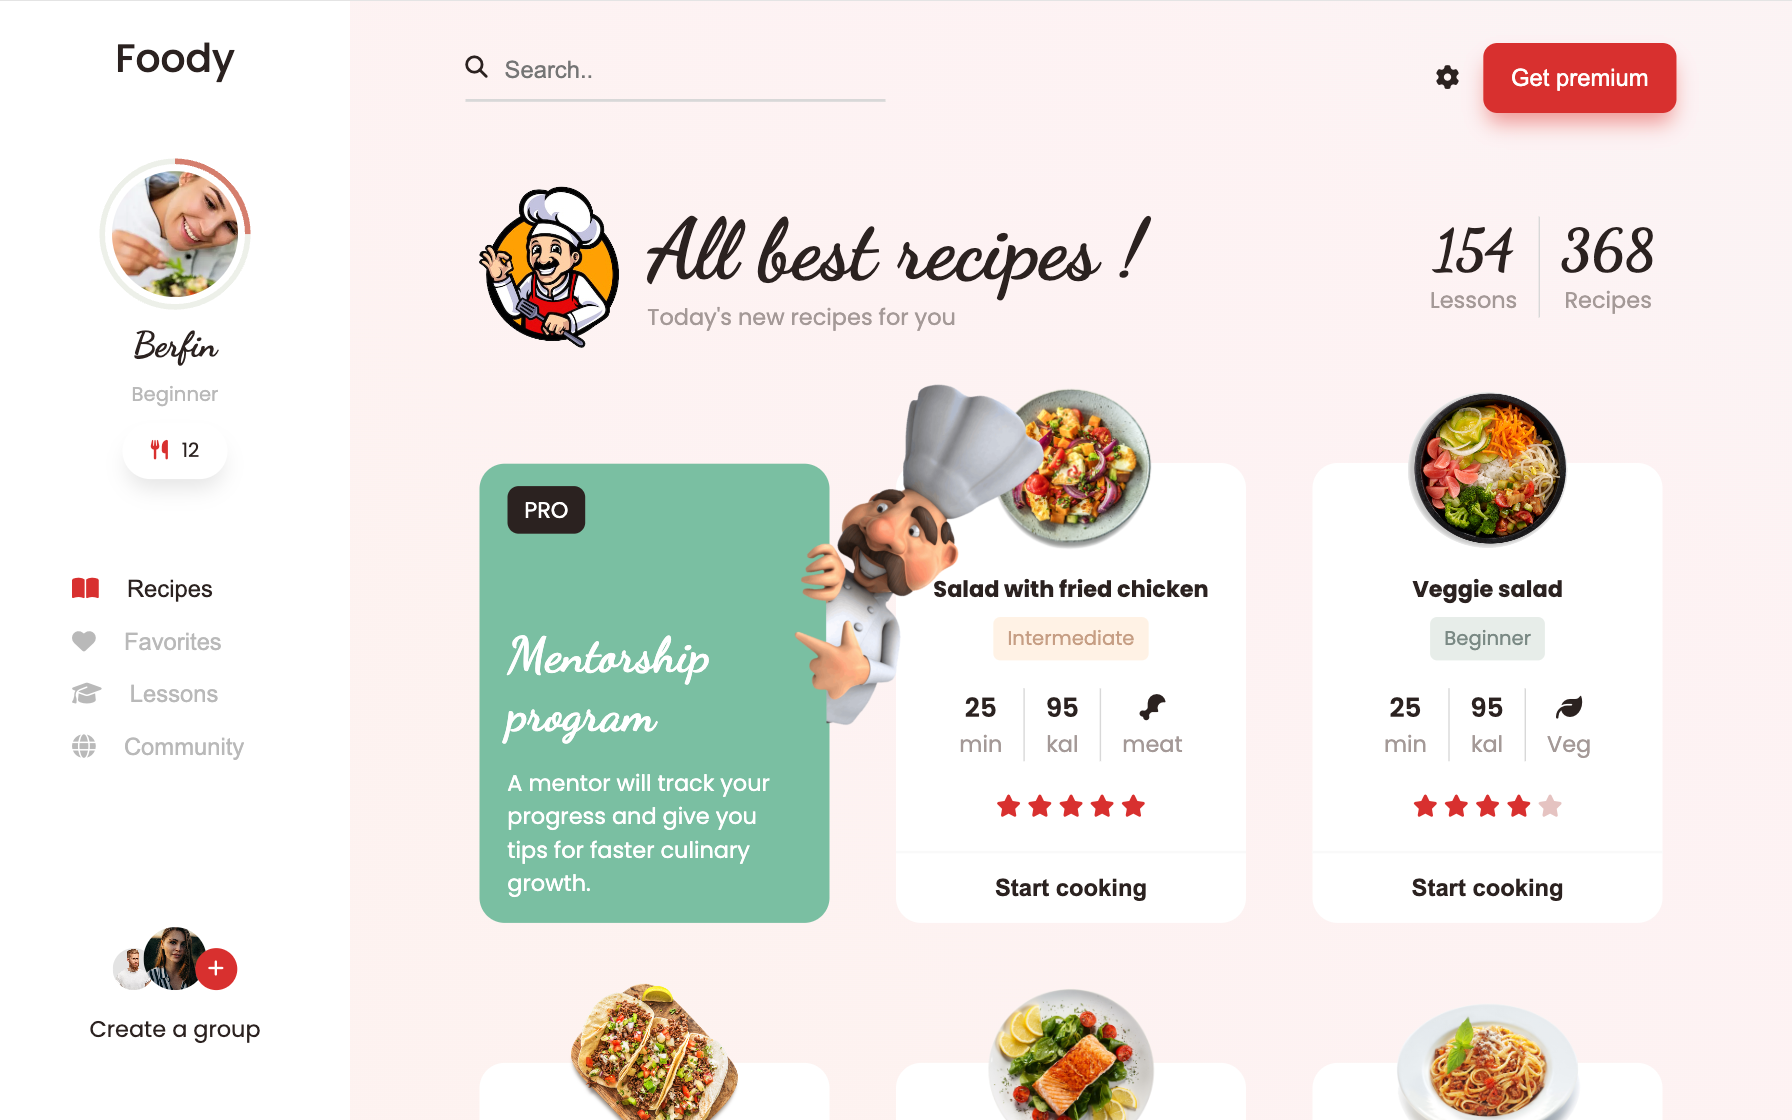 Foody
Search..
Get premium
All best recipes !
Today's new recipes for you
154
Lessons
368
Recipes
Berfin
Beginner
12
Recipes
Favorites
Lessons
Community
Create a group
PRO
Mentorship
program
A mentor will track your
progress and give you
tips for faster culinary
growth.
Salad with fried chicken
Intermediate
25
min
95
kal
meat
Start cooking
Veggie salad
Beginner
25
min
95
kal
Veg
Start cooking